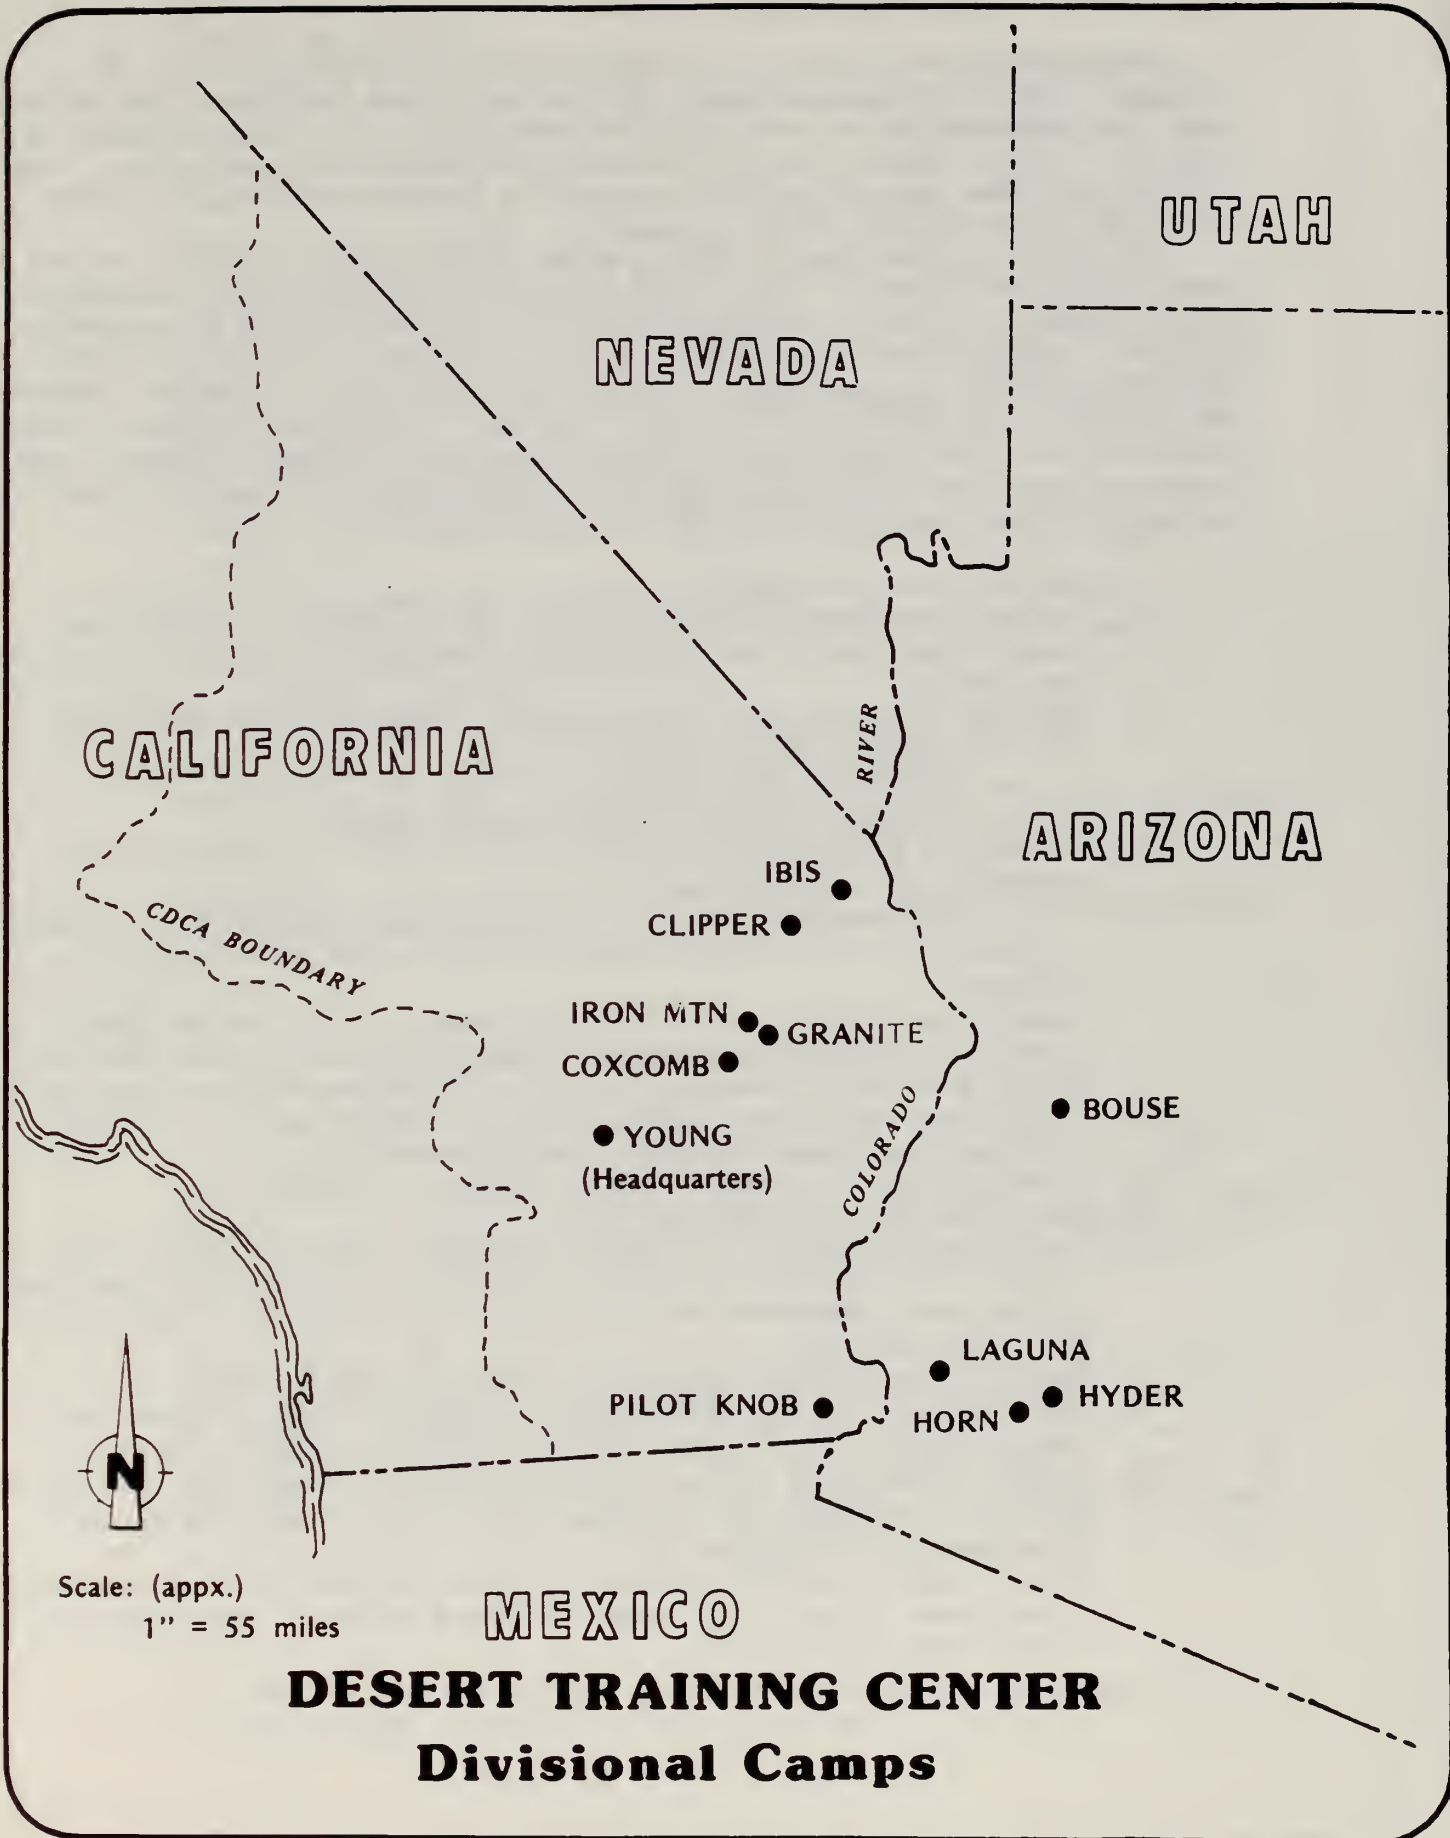 UTAH
NEVADA
CALIFORNIA
RIVER
ARIZONA
IBIS
CLIPPER
CDCA BOUNDARY
IRON MTN
GRANITE
COXCOMB
BOUSE
YOUNG
(Headquarters)
COLORADO
LAGUNA
PILOT KNOB
HYDER
HORN
N
Scale: (appx.)
1" = 55 miles
MEXICO
DESERT TRAINING CENTER
Divisional Camps